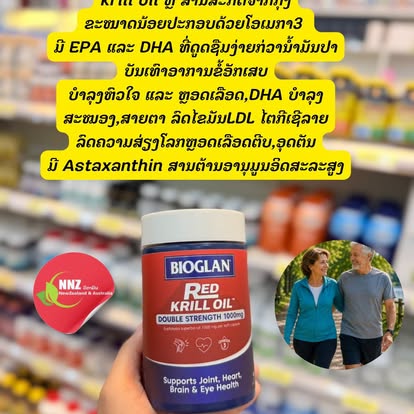 Krill Oil ຫຼື ສານສະກັດຈາກກຸ້ງ
ຂະໜາດນ້ອຍປະກອບດ້ວຍໂອເມກາ3
ມີ EPA ແລະ DHA ທີ່ດູດຊຶມງ່າຍກ່ວານ້ຳມັນປາ
ບັນເທົາອາການຂໍ້ອັກເສບ
ບຳລຸງຫົວໃຈ ແລະ ຫຼອດເລືອດ,DHA ບຳລຸງ
ສະໝອງ,ສາຍຕາ ລົດໄຂມັນLDL ໄຕກີເຊີລາຍ
ລົດຄວາມສ່ຽງໂລກຫຼອດເລືອດຕີບ,ອຸດຕັນ
ມີ Astaxanthin ສານຕ້ານອານຸມູນອິດສະລະສູງ
BIOGLAN
RED
KRILL OIL
DOUBLE STRENGTH 1000mg
Supports Joint, Heart,
Brain & Eye Health
NNZ
NewZealand & Australia